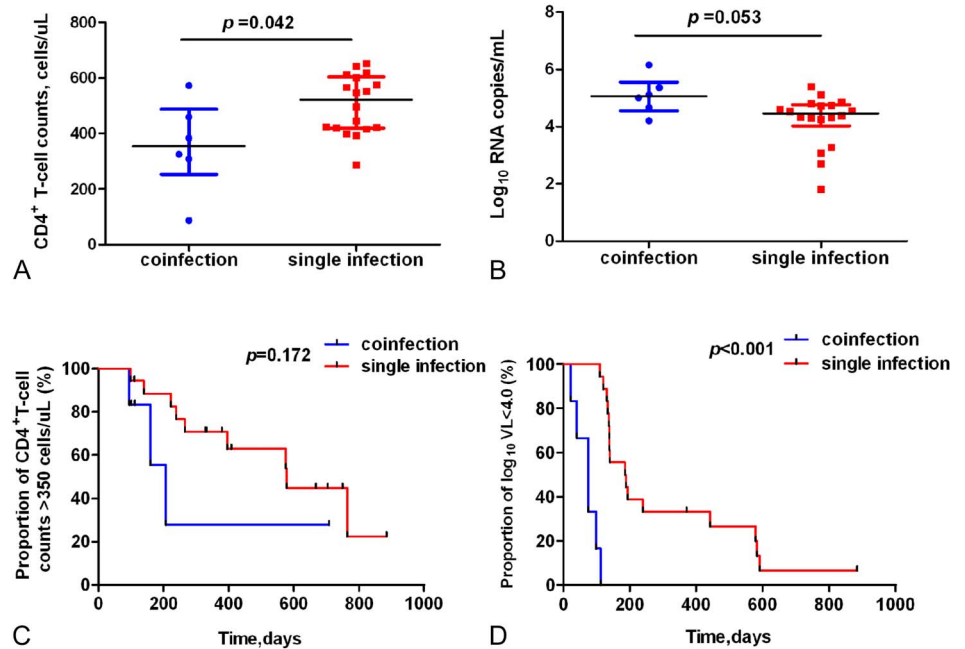 p=0.042
CD4+ T-cell counts, cells/uL
800
600
400
200
0
coinfection single infection
A
p=0.053
Log10 RNA copies/mL
8
6
4
2
0
coinfection single infection
B
p=0.172
coinfection
single infection
Proportion of CD4+T-cell
counts >350 cells/uL (%)
100
80
60
40
20
0
0 200 400 600 800 1000
Time,days
C
p<0.001
coinfection
single infection
Proportion of log10 VL<4.0 (%)
100
80
60
40
20
0
0 200 400 600 800 1000
Time,days
D